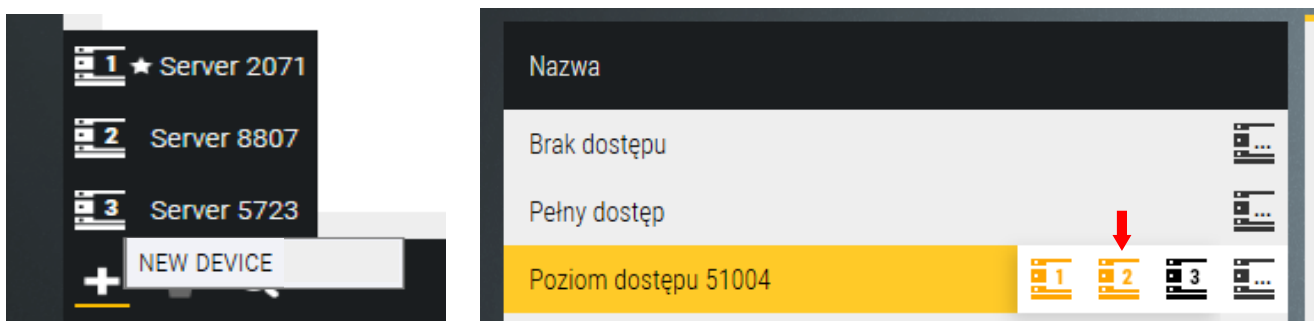 1 ★ Server 2071
2 Server 8807
3 Server 5723
NEW DEVICE
Nazwa
Brak dostępu ...
Pełny dostęp ...
Poziom dostępu 51004 1 2 3 ...